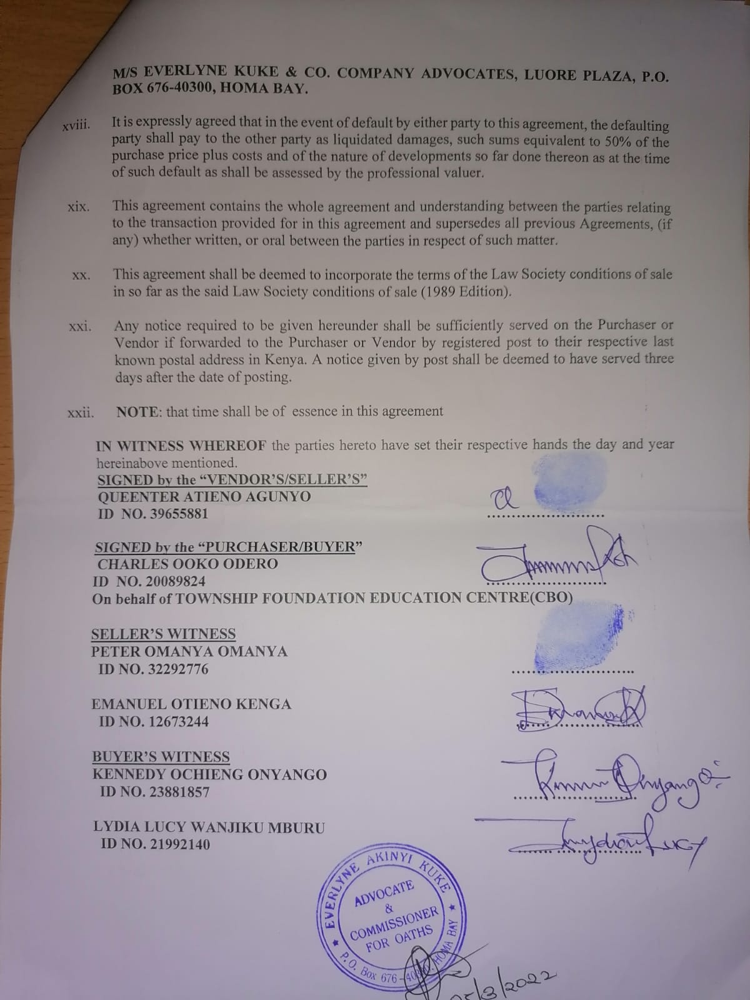 M/S EVERLYNE KUKE & CO. COMPANY ADVOCATES, LUORE PLAZA, P.O.
BOX 676-40300, HOMA BAY.
xviii. It is expressly agreed that in the event of default by either party to this agreement, the defaulting
party shall pay to the other party as liquidated damages, such sums equivalent to 50% of the
purchase price plus costs and of the nature of developments so far done thereon as at the time
of such default as shall be assessed by the professional valuer.
xix. This agreement contains the whole agreement and understanding between the parties relating
to the transaction provided for in this agreement and supersedes all previous Agreements, (if
any) whether written, or oral between the parties in respect of such matter.
xx. This agreement shall be deemed to incorporate the terms of the Law Society conditions of sale
in so far as the said Law Society conditions of sale (1989 Edition).
xxi. Any notice required to be given hereunder shall be sufficiently served on the Purchaser or
Vendor if forwarded to the Purchaser or Vendor by registered post to their respective last
known postal address in Kenya. A notice given by post shall be deemed to have served three
days after the date of posting.
xxii. NOTE: that time shall be of essence in this agreement
IN WITNESS WHEREOF the parties hereto have set their respective hands the day and year
hereinabove mentioned.
SIGNED by the “VENDOR’S/SELLER’S”
QUEENTER ATIENO AGUNYO
ID NO. 39655881
SIGNED by the “PURCHASER/BUYER”
CHARLES OOKO ODERO
ID NO. 20089824
On behalf of TOWNSHIP FOUNDATION EDUCATION CENTRE(CBO)
SELLER’S WITNESS
PETER OMANYA OMANYA
ID NO. 32292776
EMANUEL OTIENO KENGA
ID NO. 12673244
BUYER’S WITNESS
KENNEDY OCHIENG ONYANGO
ID NO. 23881857
Onyango
LYDIA LUCY WANJIKU MBURU
ID NO. 21992140
Lucy
EVERLYNE AKINYI KUKE
ADVOCATE
&
COMMISSIONER
FOR OATHS
P.O. Box 676-40300, HOMA BAY
/3/2022